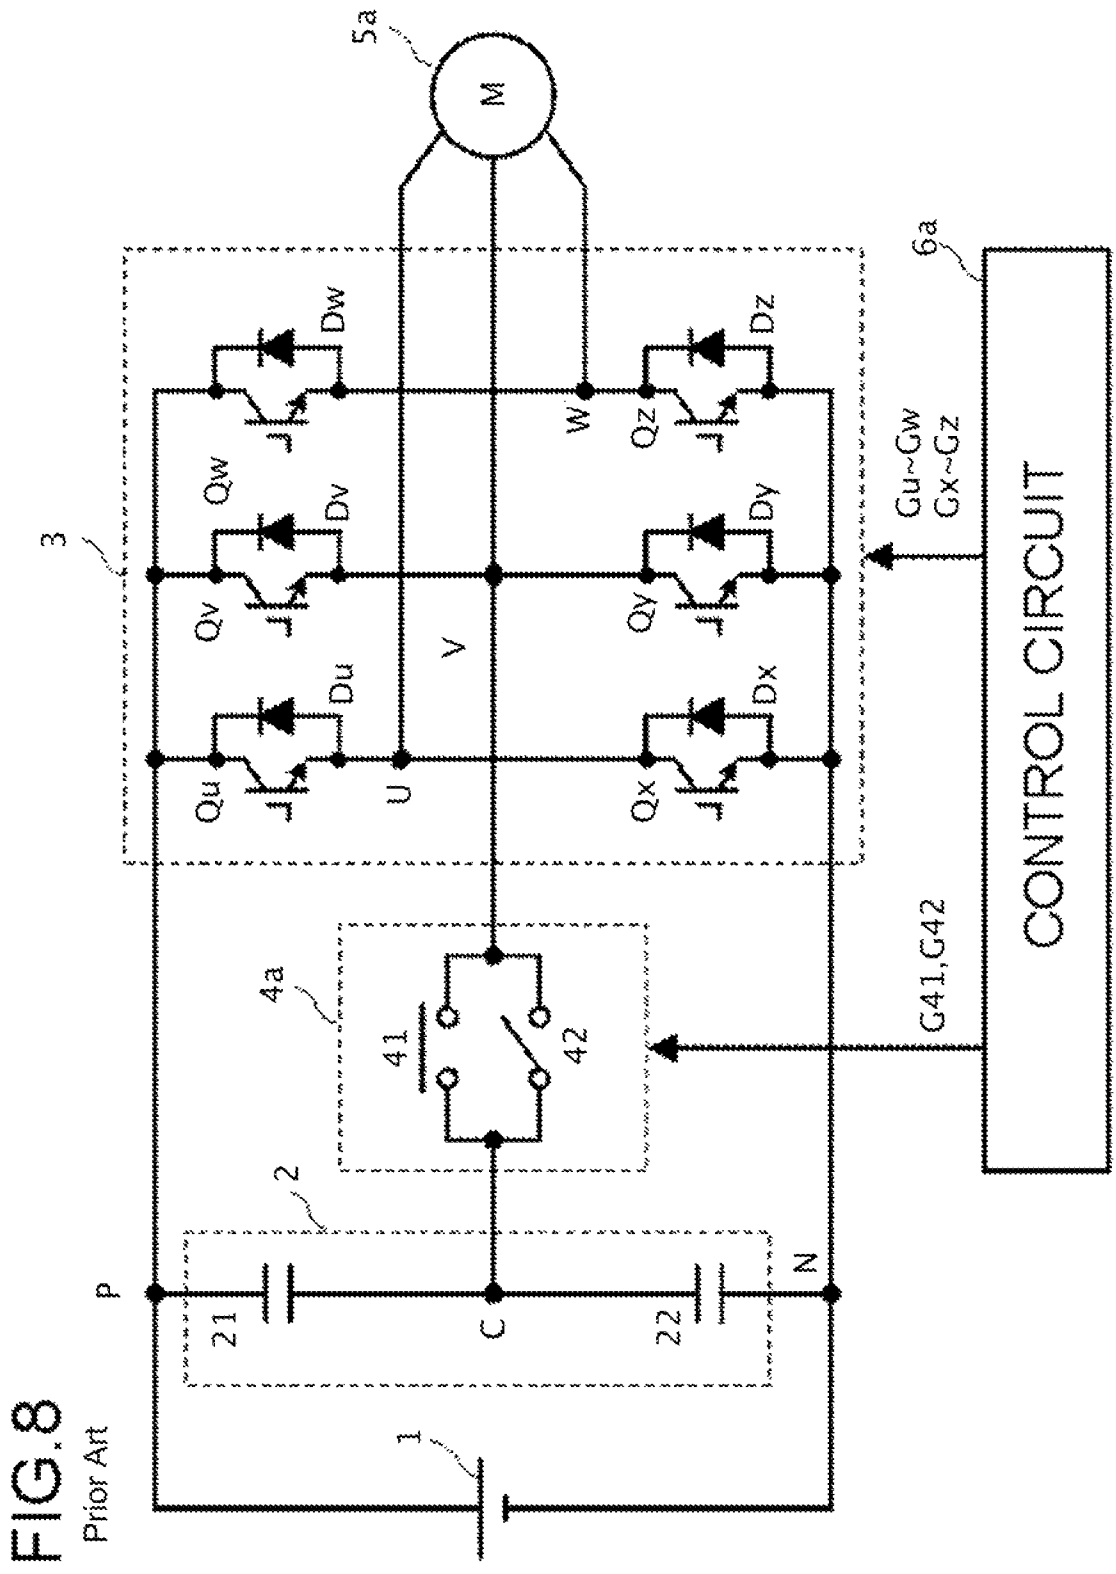 FIG.8
Prior Art
1
P
2
21
C
22
N
4a
41
42
3
Qu
Du
Qv
Dv
Qw
Dw
U
V
W
Qx
Dx
Qy
Dy
Qz
Dz
5a
M
G41,G42
Gu~Gw
Gx~Gz
6a
CONTROL CIRCUIT